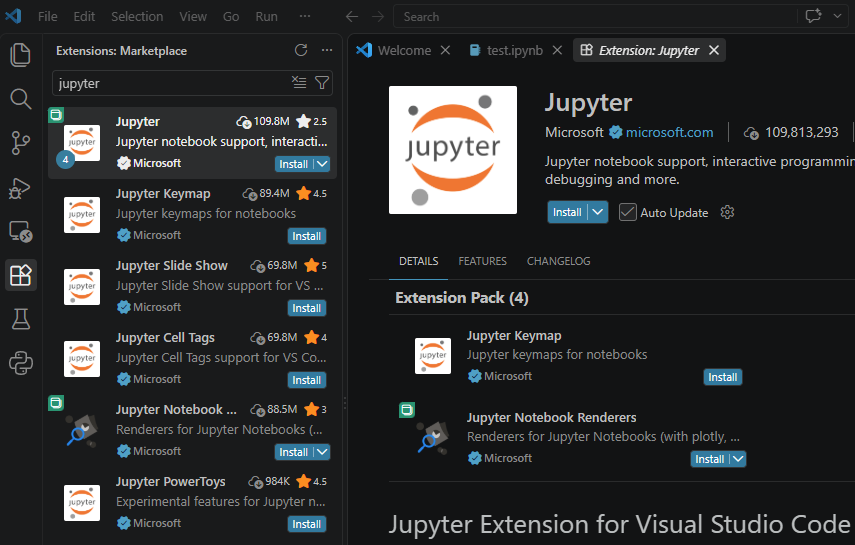 File Edit Selection View Go Run ···
Search
Extensions: Marketplace
Welcome
test.ipynb
Extension: Jupyter
jupyter
Jupyter 109.8M 2.5
Jupyter notebook support, interacti...
Microsoft Install
4
jupyter
Jupyter Keymap 89.4M 4.5
Jupyter keymaps for notebooks
Microsoft Install
jupyter
Jupyter Slide Show 69.8M 5
Jupyter Slide Show support for VS ...
Microsoft Install
jupyter
Jupyter Cell Tags 69.8M 4
Jupyter Cell Tags support for VS Co...
Microsoft Install
jupyter
Jupyter Notebook ... 88.5M 3
Renderers for Jupyter Notebooks (...
Microsoft Install
Jupyter PowerToys 984K 4.5
Experimental features for Jupyter n...
Microsoft Install
jupyter
jupyter
Jupyter
Microsoft microsoft.com 109,813,293
Jupyter notebook support, interactive programmin
debugging and more.
Install Auto Update
DETAILS FEATURES CHANGELOG
Extension Pack (4)
Jupyter Keymap
Jupyter keymaps for notebooks
Microsoft Install
jupyter
Jupyter Notebook Renderers
Renderers for Jupyter Notebooks (with plotly, ...
Microsoft Install
Jupyter Extension for Visual Studio Code